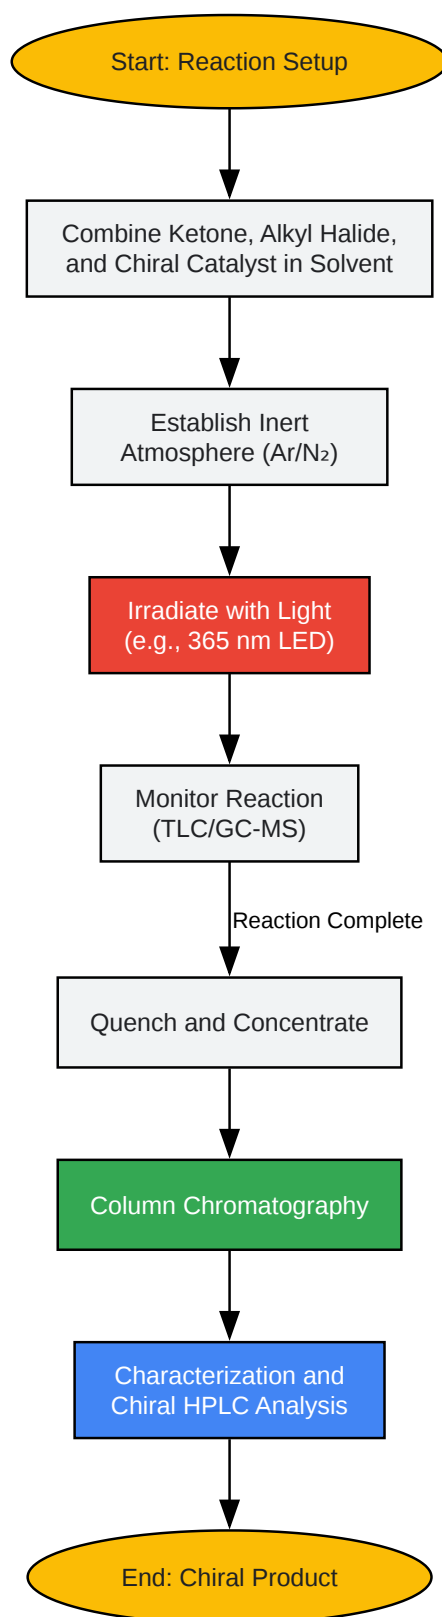 Start: Reaction Setup
Combine Ketone, Alkyl Halide,
and Chiral Catalyst in Solvent
Establish Inert
Atmosphere (Ar/N₂)
Irradiate with Light
(e.g., 365 nm LED)
Monitor Reaction
(TLC/GC-MS)
Reaction Complete
Quench and Concentrate
Column Chromatography
Characterization and
Chiral HPLC Analysis
End: Chiral Product